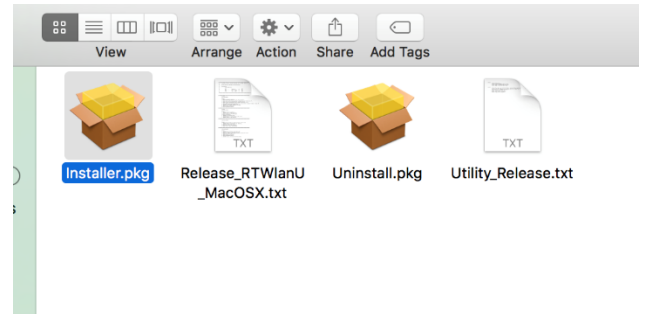 View Arrange Action Share Add Tags
TXT TXT
Installer.pkg Release_RTWlanU Uninstall.pkg Utility_Release.txt
_MacOSX.txt
s